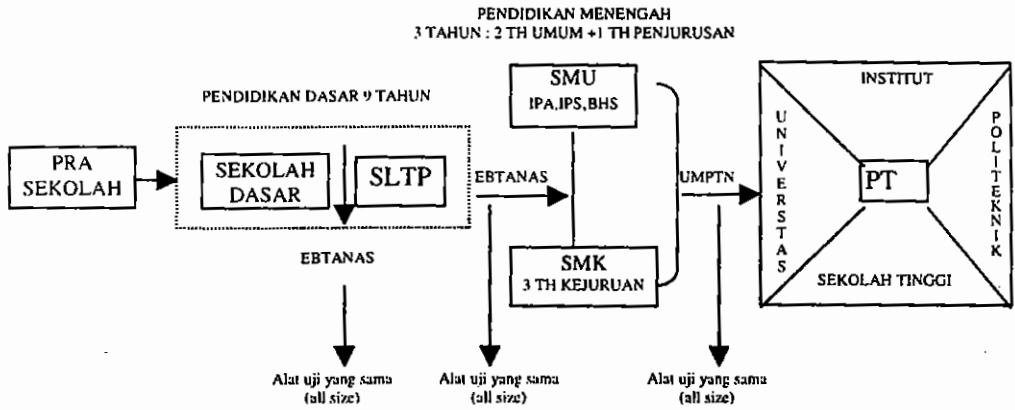 PENDIDIKAN MENENGAH
3 TAHUN : 2 TH UMUM +1 TH PENJURUSAN
PENDIDIKAN DASAR 9 TAHUN
PRA
SEKOLAH
SEKOLAH
DASAR
SLTP
EBTANAS
EBTANAS
SMU
IPA,IPS,BHS
SMK
3 TH KEJURUAN
UMPTN
INSTITUT
UNIVERSTAS
PT
POLITEKNIK
SEKOLAH TINGGI
Alat uji yang sama
(all size)
Alat uji yang sama
(all size)
Alat uji yang sama
(all size)